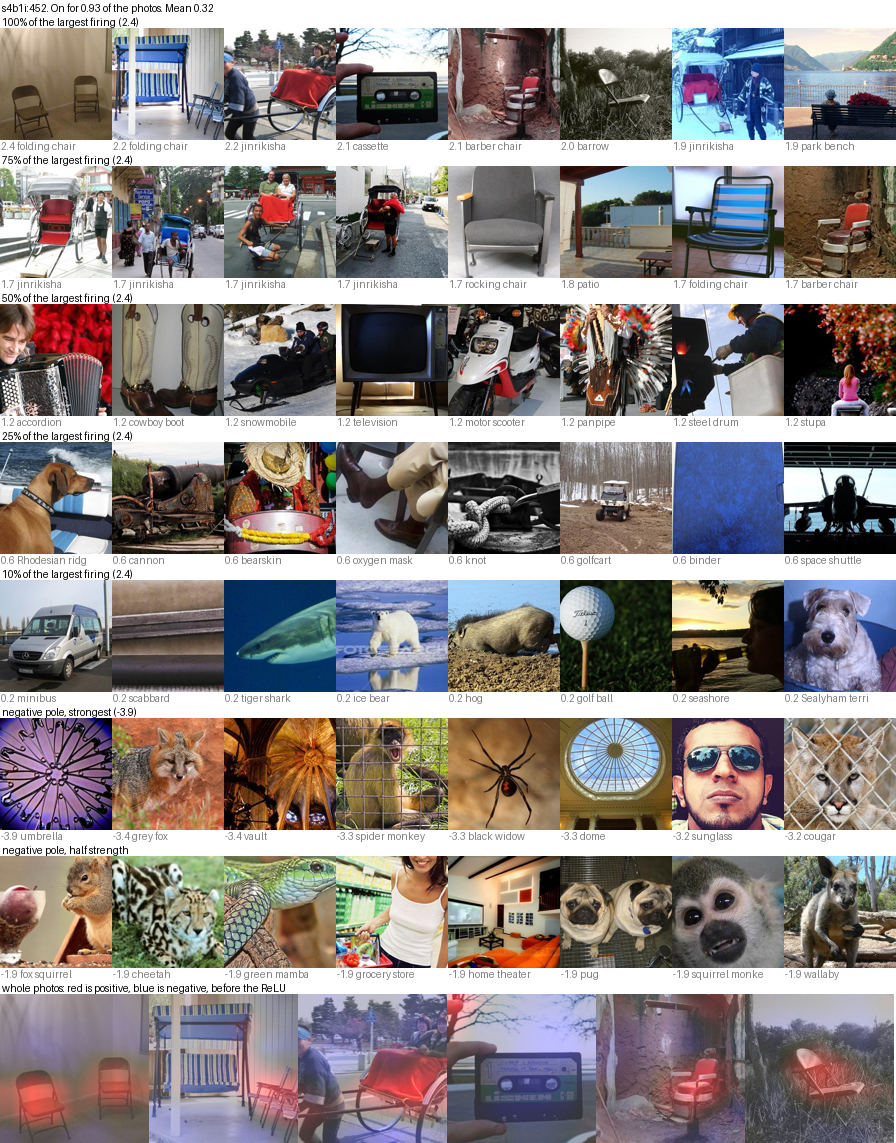 s4b1i:452. On for 0.93 of the photos. Mean 0.32
100% of the largest firing (2.4)
2.4 folding chair 2.2 folding chair 2.2 jinrikisha 2.1 cassette 2.1 barber chair 2.0 barrow 1.9 jinrikisha 1.9 park bench
75% of the largest firing (2.4)
1.7 jinrikisha 1.7 jinrikisha 1.7 jinrikisha 1.7 jinrikisha 1.7 rocking chair 1.8 patio 1.7 folding chair 1.7 barber chair
50% of the largest firing (2.4)
1.2 accordion 1.2 cowboy boot 1.2 snowmobile 1.2 television 1.2 motor scooter 1.2 panpipe 1.2 steel drum 1.2 stupa
25% of the largest firing (2.4)
0.6 Rhodesian ridg 0.6 cannon 0.6 bearskin 0.6 oxygen mask 0.6 knot 0.6 golfcart 0.6 binder 0.6 space shuttle
10% of the largest firing (2.4)
Titleist
0.2 minibus 0.2 scabbard 0.2 tiger shark 0.2 ice bear 0.2 hog 0.2 golf ball 0.2 seashore 0.2 Sealyham terri
negative pole, strongest (-3.9)
-3.9 umbrella -3.4 grey fox -3.4 vault -3.3 spider monkey -3.3 black widow -3.3 dome -3.2 sunglass -3.2 cougar
negative pole, half strength
-1.9 fox squirrel -1.9 cheetah -1.9 green mamba -1.9 grocery store -1.9 home theater -1.9 pug -1.9 squirrel monke -1.9 wallaby
whole photos: red is positive, blue is negative, before the ReLU